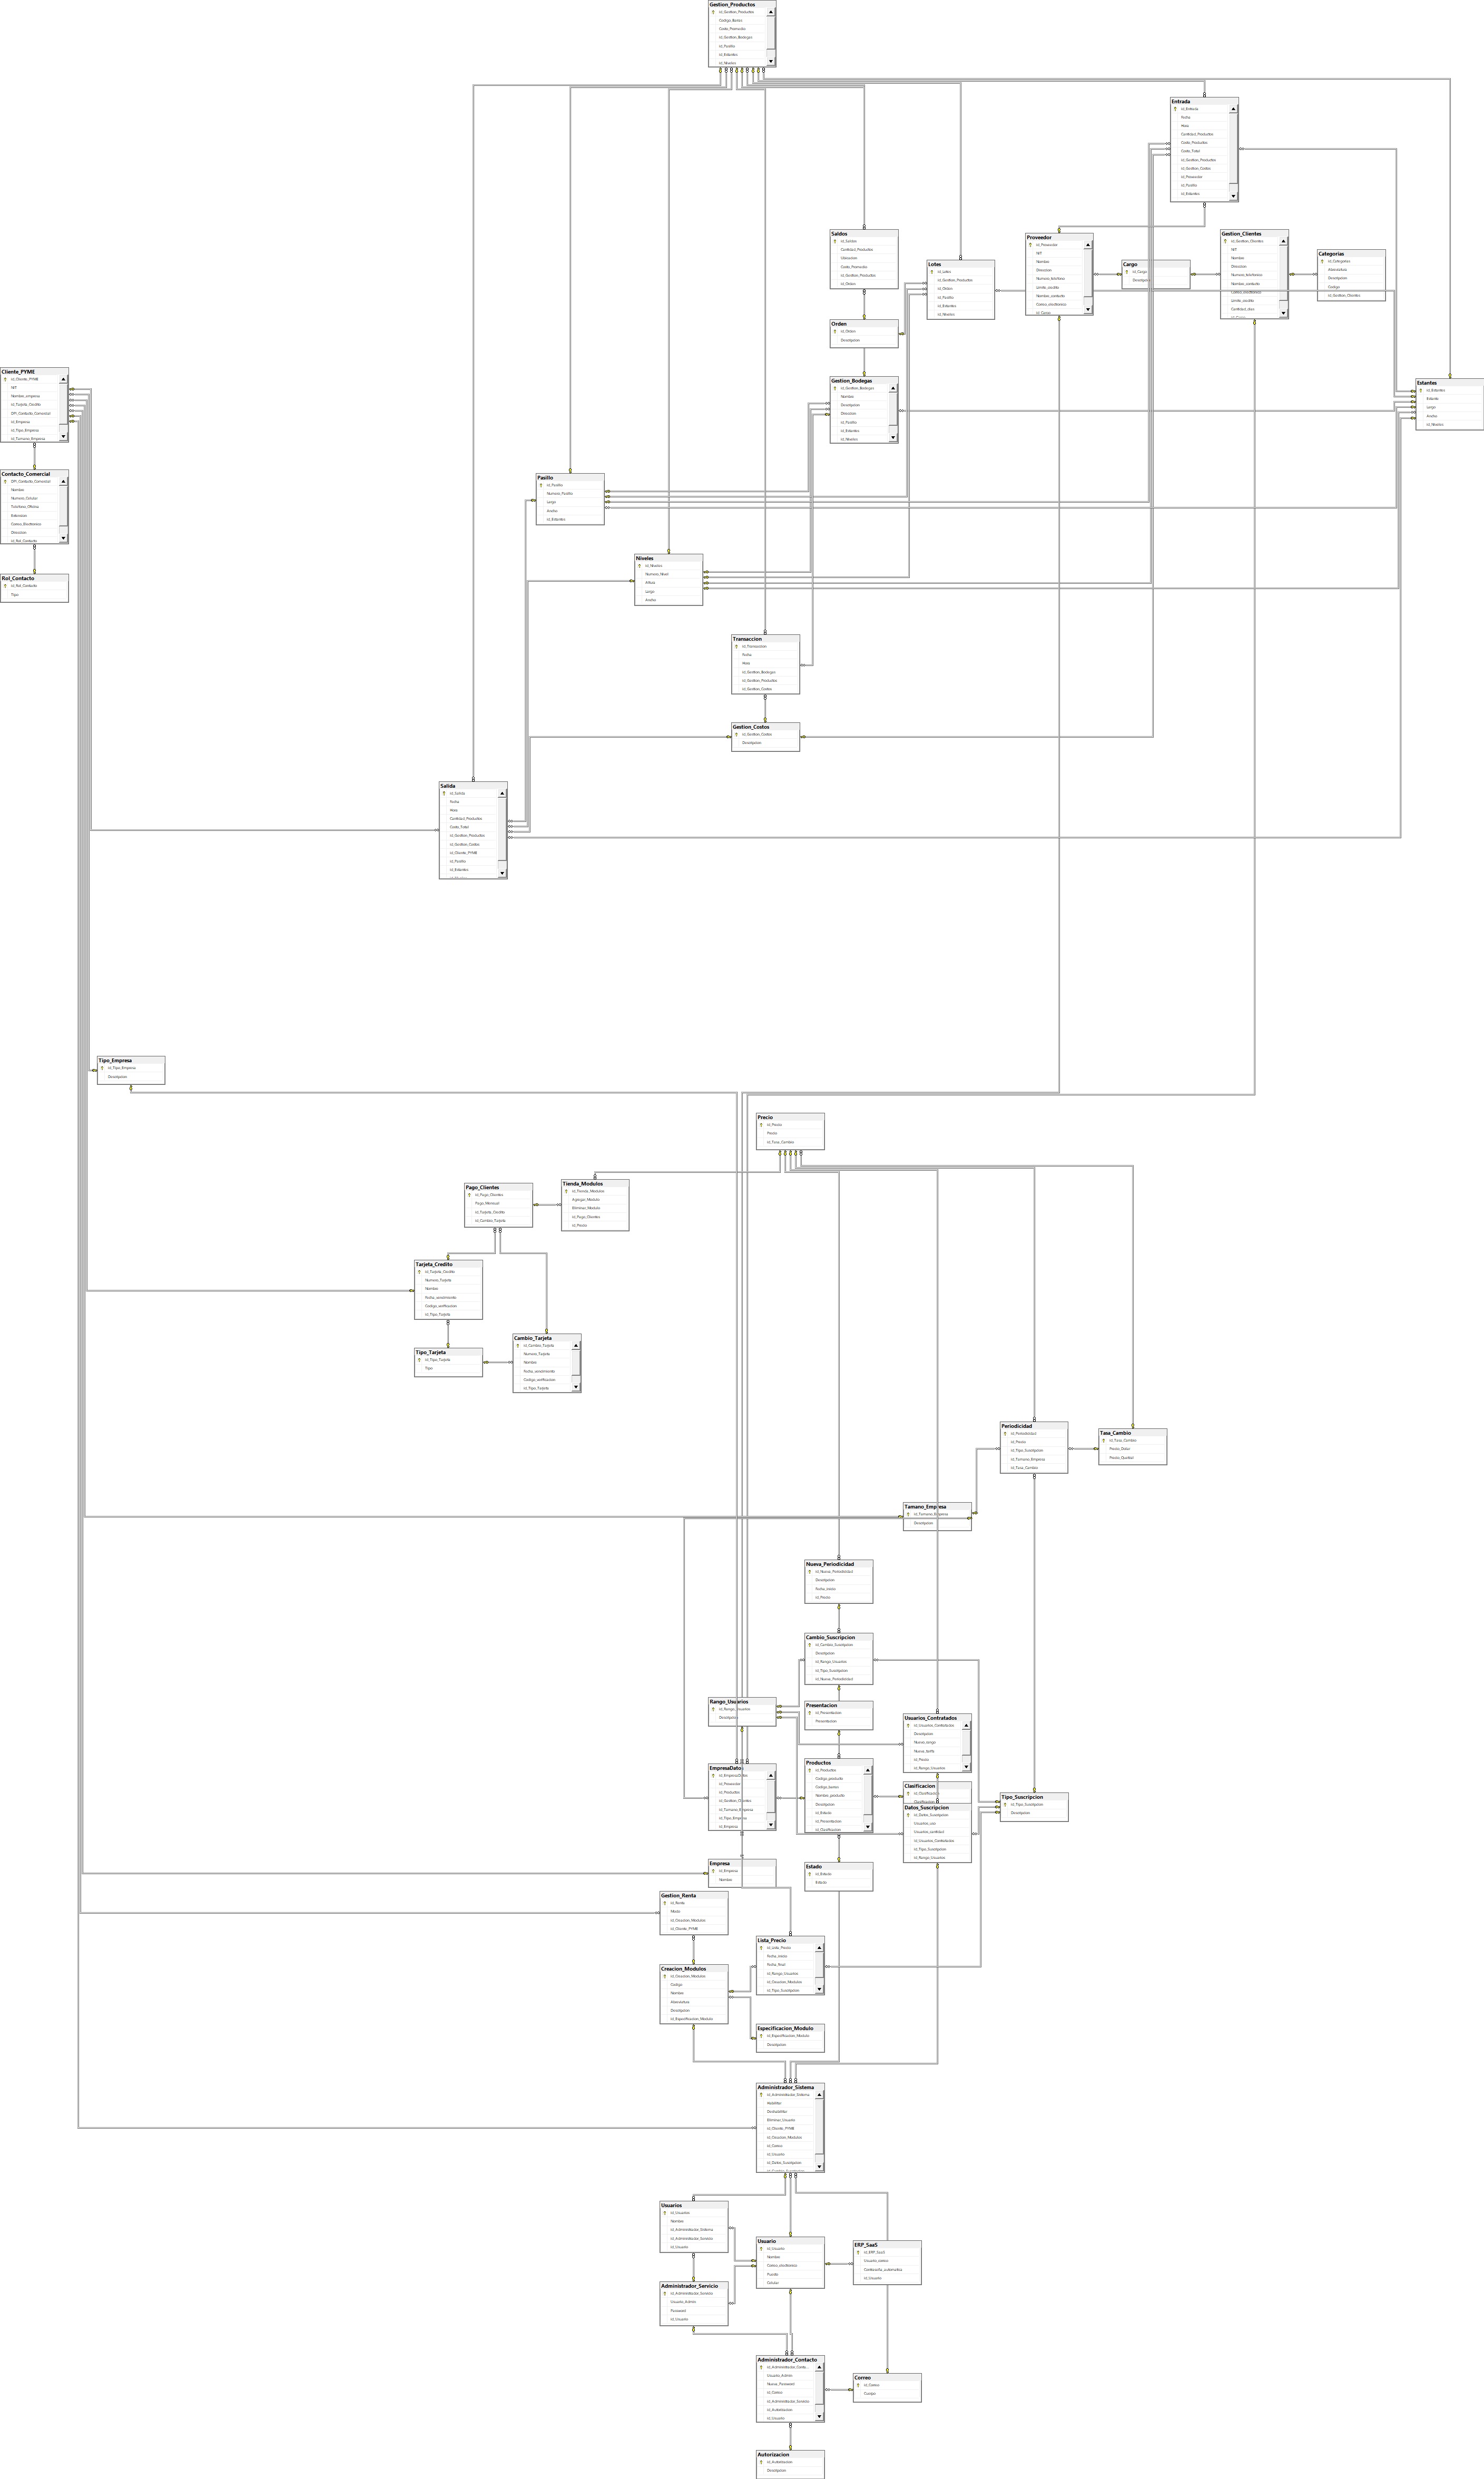 Gestion_Productos
Id_Gestion_Productos
Codigo_Barras
Costo_Promedio
Id_Gestion_Bodegas
Id_Pasillo
Id_Estantes
Id_Niveles
Entrada
Id_Entrada
Fecha
Hora
Cantidad_Productos
Costo_Productos
Costo_Total
Id_Gestion_Productos
Id_Gestion_Costos
Id_Proveedor
Id_Pasillo
Id_Estantes
Saldos
Id_Saldos
Cantidad_Productos
Ubicacion
Costo_Promedio
Id_Gestion_Productos
Id_Orden
Lotes
Id_Lotes
Id_Gestion_Productos
Id_Orden
Id_Pasillo
Id_Estantes
Id_Niveles
Proveedor
Id_Proveedor
NIT
Nombre
Direccion
Numero_telefono
Limite_credito
Nombre_contacto
Correo_electronico
Id_Cargo
Cargo
Id_Cargo
Gestion_Clientes
Id_Gestion_Clientes
NIT
Nombre
Direccion
Numero_telefonico
Nombre_contacto
Correo_electronico
Limite_credito
Cantidad_dias
Id_Cargo
Categorias
Id_Categorias
Abreviatura
Descripcion
Codigo
Id_Gestion_Clientes
Orden
Id_Orden
Descripcion
Gestion_Bodegas
Id_Gestion_Bodegas
Nombre
Descripcion
Direccion
Id_Pasillo
Id_Estantes
Id_Niveles
Estantes
Id_Estantes
Estante
Largo
Ancho
Id_Niveles
Cliente_PYME
Id_Cliente_PYME
NIT
Nombre_empresa
Id_Tarjeta_Credito
DPI_Contacto_Comercial
Id_Empresa
Id_Tipo_Empresa
Id_Tamano_Empresa
Contacto_Comercial
DPI_Contacto_Comercial
Nombre
Numero_Celular
Telefono_Oficina
Extension
Correo_Electronico
Direccion
Id_Rol_Contacto
Rol_Contacto
Id_Rol_Contacto
Tipo
Pasillo
Id_Pasillo
Numero_Pasillo
Largo
Ancho
Id_Estantes
Niveles
Id_Niveles
Numero_Nivel
Altura
Largo
Ancho
Transaccion
Id_Transaccion
Fecha
Hora
Id_Gestion_Bodegas
Id_Gestion_Productos
Id_Gestion_Costos
Gestion_Costos
Id_Gestion_Costos
Descripcion
Salida
Id_Salida
Fecha
Hora
Cantidad_Productos
Costo_Total
Id_Gestion_Productos
Id_Gestion_Costos
Id_Cliente_PYME
Id_Pasillo
Id_Estantes
Tipo_Empresa
Id_Tipo_Empresa
Descripcion
Precio
Id_Precio
Precio
Id_Tasa_Cambio
Pago_Clientes
Id_Pago_Clientes
Pago_Mensual
Id_Tarjeta_Credito
Id_Cambio_Tarjeta
Tienda_Modulos
Id_Tienda_Modulos
Agregar_Modulo
Eliminar_Modulo
Id_Pago_Clientes
Id_Precio
Tarjeta_Credito
Id_Tarjeta_Credito
Numero_Tarjeta
Nombre
Fecha_vencimiento
Codigo_verificacion
Id_Tipo_Tarjeta
Tipo_Tarjeta
Id_Tipo_Tarjeta
Tipo
Cambio_Tarjeta
Id_Cambio_Tarjeta
Numero_Tarjeta
Nombre
Fecha_vencimiento
Codigo_verificacion
Id_Tipo_Tarjeta
Periodicidad
Id_Periodicidad
Id_Precio
Id_Tipo_Suscripcion
Id_Tamano_Empresa
Id_Tasa_Cambio
Tasa_Cambio
Id_Tasa_Cambio
Precio_Dolar
Precio_Quetzal
Tamano_Empresa
Id_Tamano_Empresa
Descripcion
Nueva_Periodicidad
Id_Nueva_Periodicidad
Descripcion
Fecha_inicio
Id_Precio
Cambio_Suscripcion
Id_Cambio_Suscripcion
Descripcion
Id_Rango_Usuarios
Id_Tipo_Suscripcion
Id_Nueva_Periodicidad
Rango_Usuarios
Id_Rango_Usuarios
Descripcion
Presentacion
Id_Presentacion
Presentacion
Usuarios_Contratados
Id_Usuarios_Contratados
Descripcion
Nuevo_rango
Nueva_tarifa
Id_Precio
Id_Rango_Usuarios
EmpresaDatos
Id_EmpresaDatos
Id_Proveedor
Id_Productos
Id_Gestion_Clientes
Id_Tamano_Empresa
Id_Tipo_Empresa
Id_Empresa
Productos
Id_Productos
Codigo_producto
Codigo_barras
Nombre_producto
Descripcion
Id_Estado
Id_Presentacion
Id_Clasificacion
Clasificacion
Id_Clasificacion
Clasificacion
Datos_Suscripcion
Id_Datos_Suscripcion
Usuarios_uso
Usuarios_cantidad
Id_Usuarios_Contratados
Id_Tipo_Suscripcion
Id_Rango_Usuarios
Tipo_Suscripcion
Id_Tipo_Suscripcion
Descripcion
Empresa
Id_Empresa
Nombre
Estado
Id_Estado
Estado
Gestion_Renta
Id_Renta
Modo
Id_Creacion_Modulos
Id_Cliente_PYME
Lista_Precio
Id_Lista_Precio
Fecha_Inicio
Fecha_Final
Id_Rango_Usuarios
Id_Creacion_Modulos
Id_Tipo_Suscripcion
Creacion_Modulos
Id_Creacion_Modulos
Codigo
Nombre
Abreviatura
Descripcion
Id_Especificacion_Modulo
Especificacion_Modulo
Id_Especificacion_Modulo
Descripcion
Administrador_Sistema
Id_Administrador_Sistema
Habilitar
Deshabilitar
Eliminar_Usuario
Id_Cliente_PYME
Id_Creacion_Modulos
Id_Correo
Id_Usuario
Id_Datos_Suscripcion
Usuarios
Id_Usuarios
Nombre
Id_Administrador_Sistema
Id_Administrador_Servicio
Id_Usuario
Usuario
Id_Usuario
Nombre
Correo_electronico
Puesto
Celular
ERP_SaaS
Id_ERP_SaaS
Usuario_correo
Contraseña_automatica
Id_Usuario
Administrador_Servicio
Id_Administrador_Servicio
Usuario_Admin
Password
Id_Usuario
Administrador_Contacto
Id_Administrador_Conta...
Usuario_Admin
Nueva_Password
Id_Correo
Id_Administrador_Servicio
Id_Autorizacion
Id_Usuario
Correo
Id_Correo
Cuerpo
Autorizacion
Id_Autorizacion
Descripcion